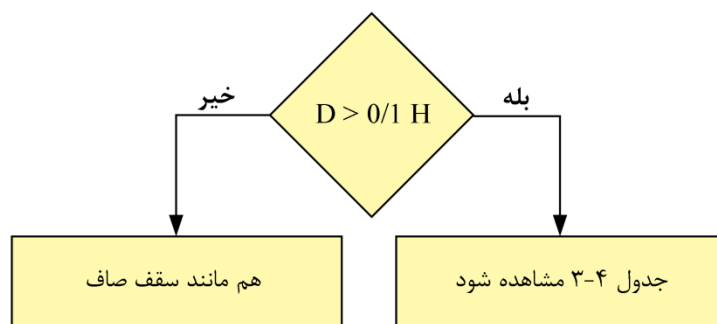 D > 0/1 H
بله
خیر
جدول ۴-۳ مشاهده شود
هم مانند سقف صاف